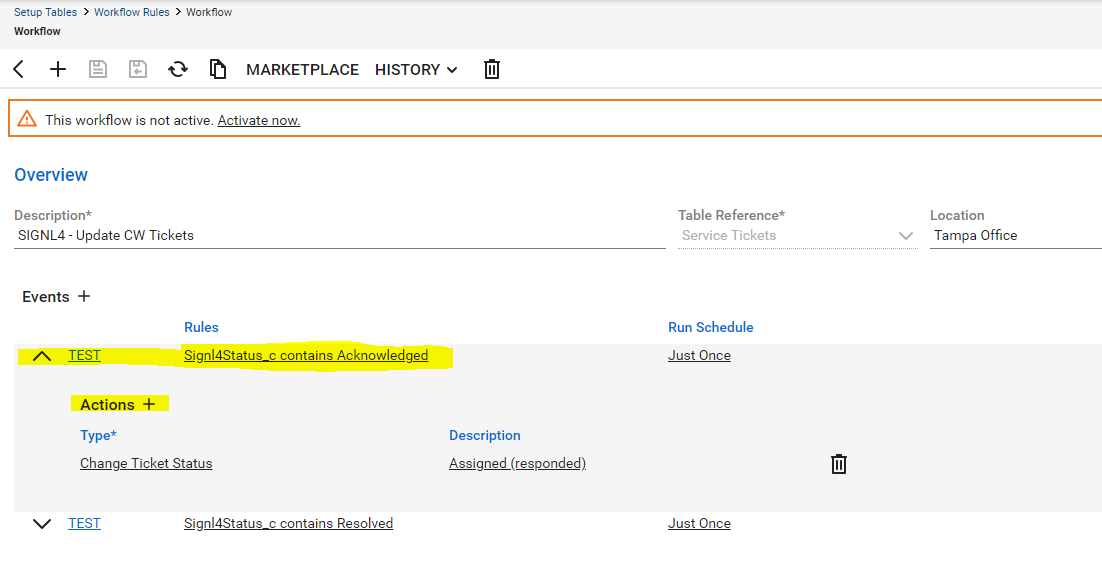 Setup Tables > Workflow Rules > Workflow
Workflow
MARKETPLACE HISTORY
This workflow is not active. Activate now.
Overview
Description* Table Reference* Location
SIGNL4 - Update CW Tickets Service Tickets Tampa Office
Events +
Rules Run Schedule
TEST Signl4Status_c contains Acknowledged Just Once
Actions +
Type* Description
Change Ticket Status Assigned (responded)
TEST Signl4Status_c contains Resolved Just Once